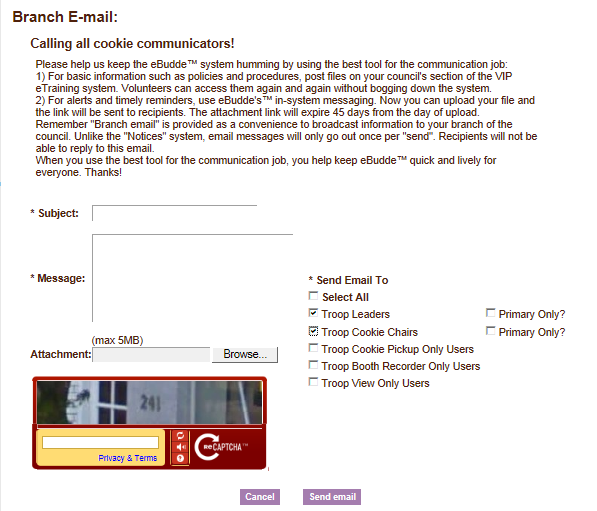 Branch E-mail:
Calling all cookie communicators!
Please help us keep the eBudde™ system humming by using the best tool for the communication job:
1) For basic information such as policies and procedures, post files on your council's section of the VIP
eTraining system. Volunteers can access them again and again without bogging down the system.
2) For alerts and timely reminders, use eBudde's™ in-system messaging. Now you can upload your file and
the link will be sent to recipients. The attachment link will expire 45 days from the day of upload.
Remember "Branch email" is provided as a convenience to broadcast information to your branch of the
council. Unlike the "Notices" system, email messages will only go out once per "send". Recipients will not be
able to reply to this email.
When you use the best tool for the communication job, you help keep eBudde™ quick and lively for
everyone. Thanks!
* Subject:
* Message:
* Send Email To
Select All
Troop Leaders Primary Only?
Troop Cookie Chairs Primary Only?
Troop Cookie Pickup Only Users
Troop Booth Recorder Only Users
Troop View Only Users
(max 5MB)
Attachment: Browse...
241
Privacy & Terms
reCAPTCHA™
Cancel Send email